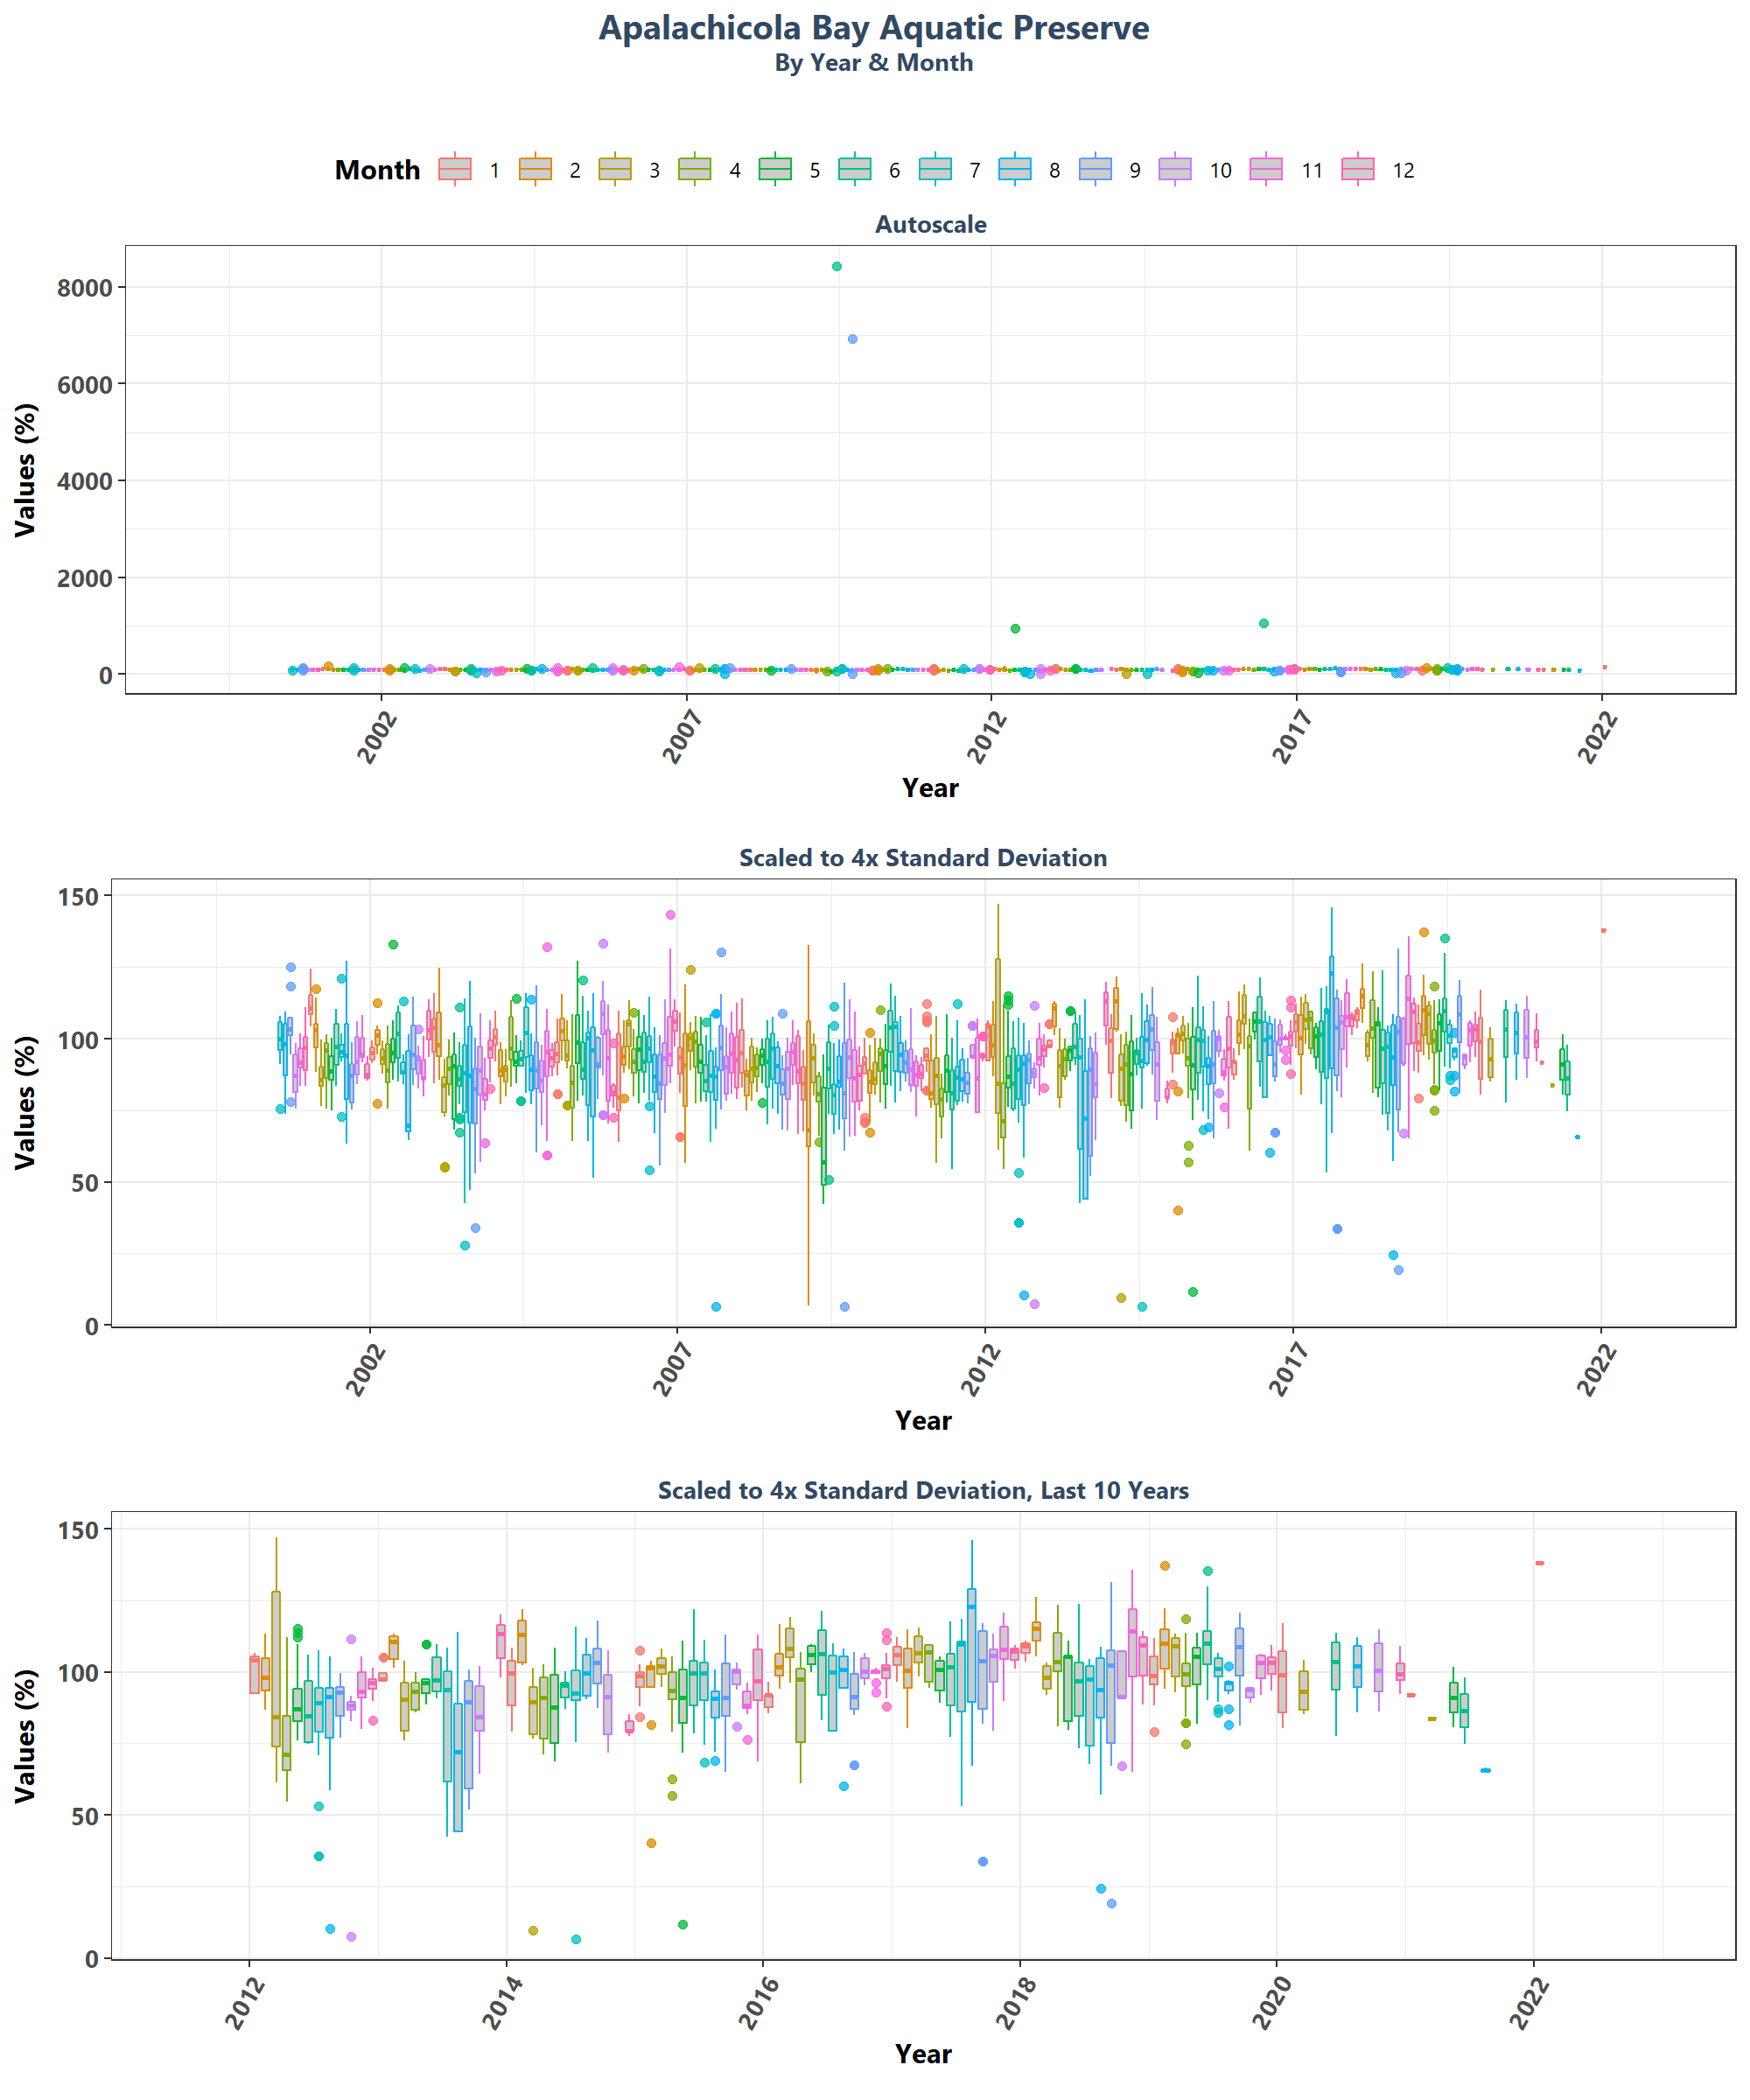 Apalachicola Bay Aquatic Preserve
By Year & Month
Month 1 2 3 4 5 6 7 8 9 10 11 12
Autoscale
Values (%)
8000
6000
4000
2000
0
2002 2007 2012 2017 2022
Year
Scaled to 4x Standard Deviation
Values (%)
150
100
50
0
2002 2007 2012 2017 2022
Year
Scaled to 4x Standard Deviation, Last 10 Years
Values (%)
150
100
50
0
2012 2014 2016 2018 2020 2022
Year